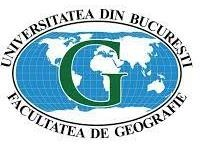 UNIVERSITATEA DIN BUCUREȘTI
G
FACULTATEA DE GEOGRAFIE